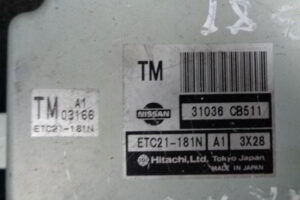 TM
A1
03166
ETC21-181N
TM
NISSAN
31036 CB511
ETC21-181N A1 3X28
Hitachi,Ltd. Tokyo Japan
MADE IN JAPAN